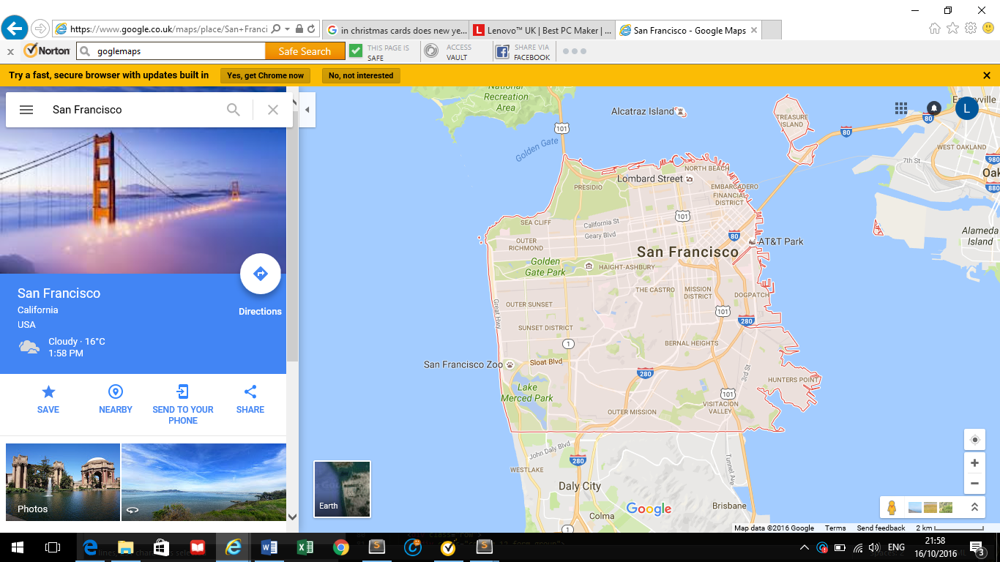 https://www.google.co.uk/maps/place/San+Franci
in christmas cards does new ye...
Lenovo™ UK | Best PC Maker | ...
San Francisco - Google Maps
x
Norton
goglemaps
Safe Search
THIS PAGE IS
SAFE
ACCESS
VAULT
SHARE VIA
FACEBOOK
Try a fast, secure browser with updates built in
Yes, get Chrome now
No, not interested
San Francisco
San Francisco
California
USA
Cloudy · 16°C
1:58 PM
Directions
SAVE
NEARBY
SEND TO YOUR
PHONE
SHARE
Photos
National
Recreation
Area
Alcatraz Island
TREASURE
ISLAND
Emeryville
80
80
L
101
Golden Gate
WEST OAKLAND
7th St
980
Oak
880
NORTH BEACH
Lombard Street
PRESIDIO
EMBARCADERO
FINANCIAL
DISTRICT
101
SEA CLIFF
California St
Geary Blvd
80
AT&T Park
Alameda
Island
OUTER
RICHMOND
San Francisco
Golden
Gate Park
HAIGHT-ASHBURY
THE CASTRO
MISSION
DISTRICT
DOGPATCH
OUTER SUNSET
Great Hwy
101
280
SUNSET DISTRICT
1
BERNAL HEIGHTS
San Francisco Zoo
Sloat Blvd
280
3rd St
HUNTERS POINT
Lake
Merced Park
101
VISITACION
VALLEY
OUTER MISSION
John Daly Blvd
280
WESTLAKE
Tunnel Ave
Daly City
Brisbane
Colma
1
Earth
Google
Map data ©2016 Google
Terms
Send feedback
2 km
ENG
21:58
16/10/2016
3